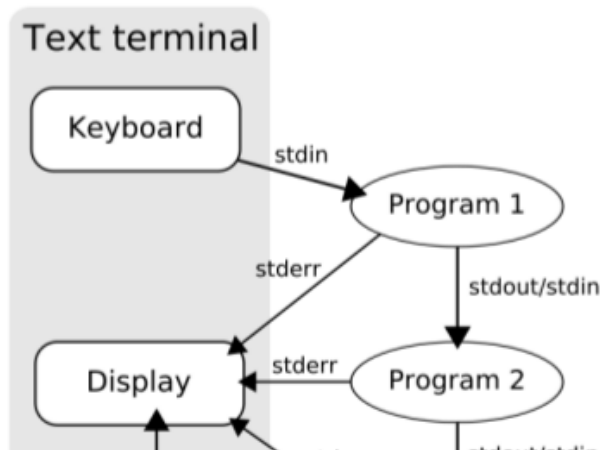 Text terminal
Keyboard
stdin
Program 1
stderr
stdout/stdin
Display
stderr
Program 2